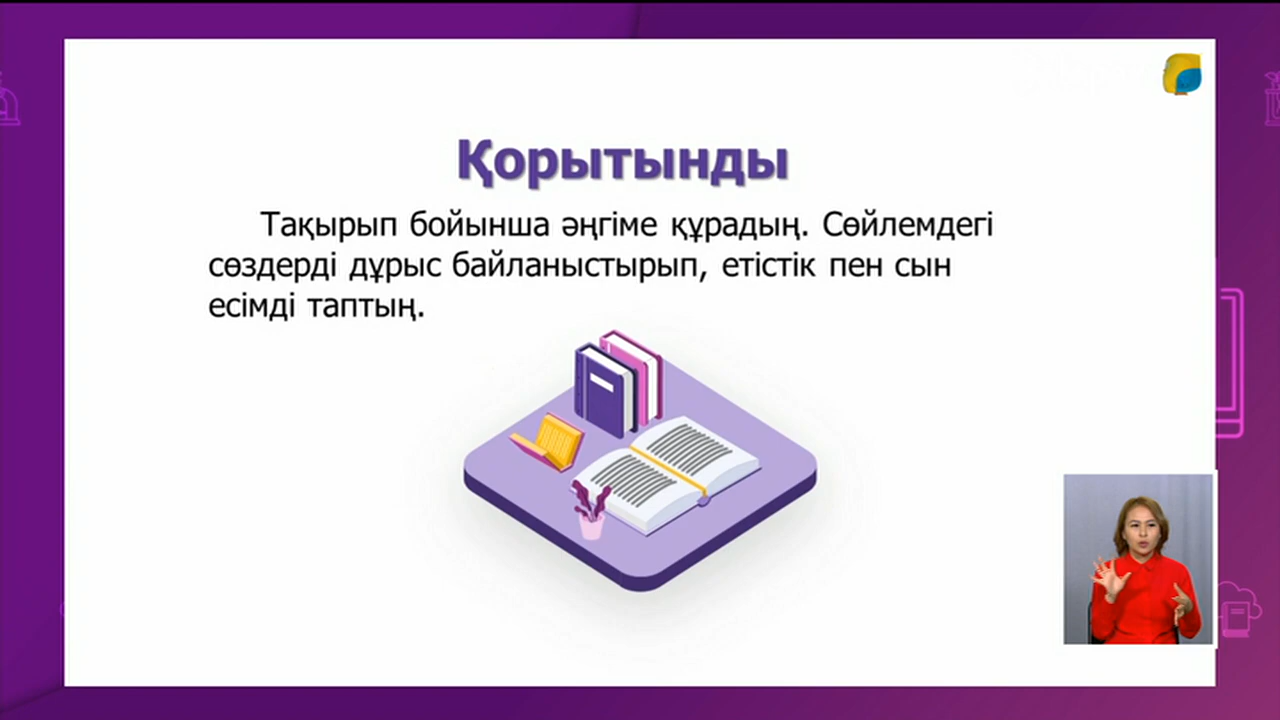 Қорытынды
Тақырып бойынша әңгіме құрадың. Сөйлемдегі
сөздерді дұрыс байланыстырып, етістік пен сын
есімді таптың.